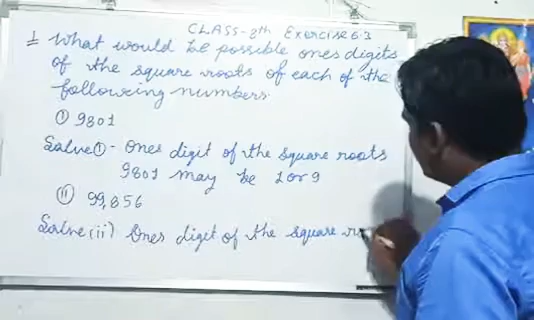 CLASS-8th Exercise 6.3
1 What would be possible ones digits
of the square roots of each of the
following numbers.
(i) 9801
Solve(i) - Ones digit of the square roots
9801 may be 1 or 9
(ii) 99,856
Solve (ii) Ones digit of the square